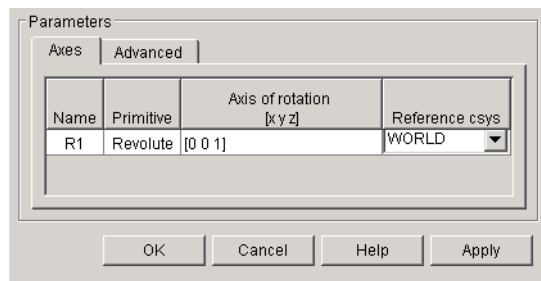 Parameters
Axes Advanced
Axis of rotation
Name Primitive [x y z] Reference csys
R1 Revolute [0 0 1] WORLD
OK Cancel Help Apply